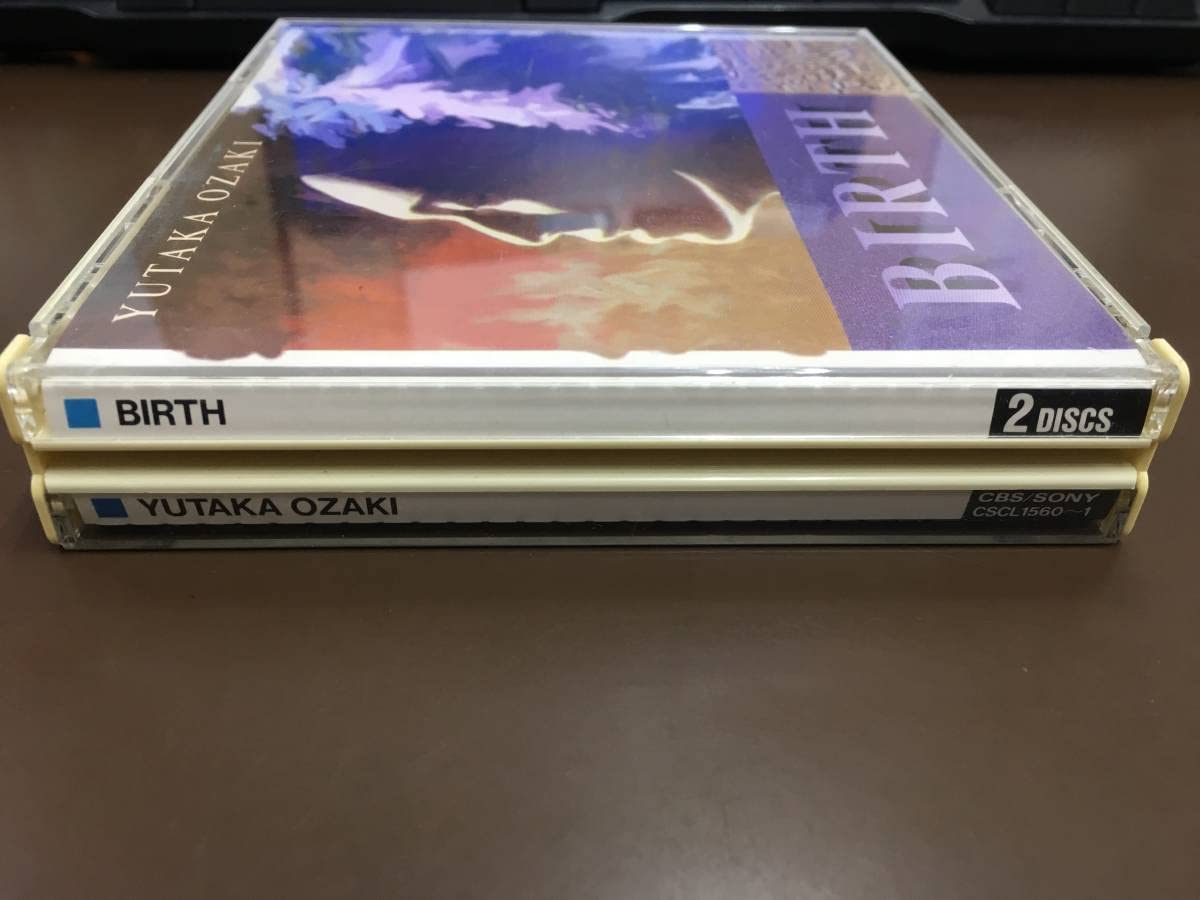 YUTAKA OZAKI
BIRTH
BIRTH
2 DISCS
YUTAKA OZAKI
CBS/SONY
CSCL1560〜1